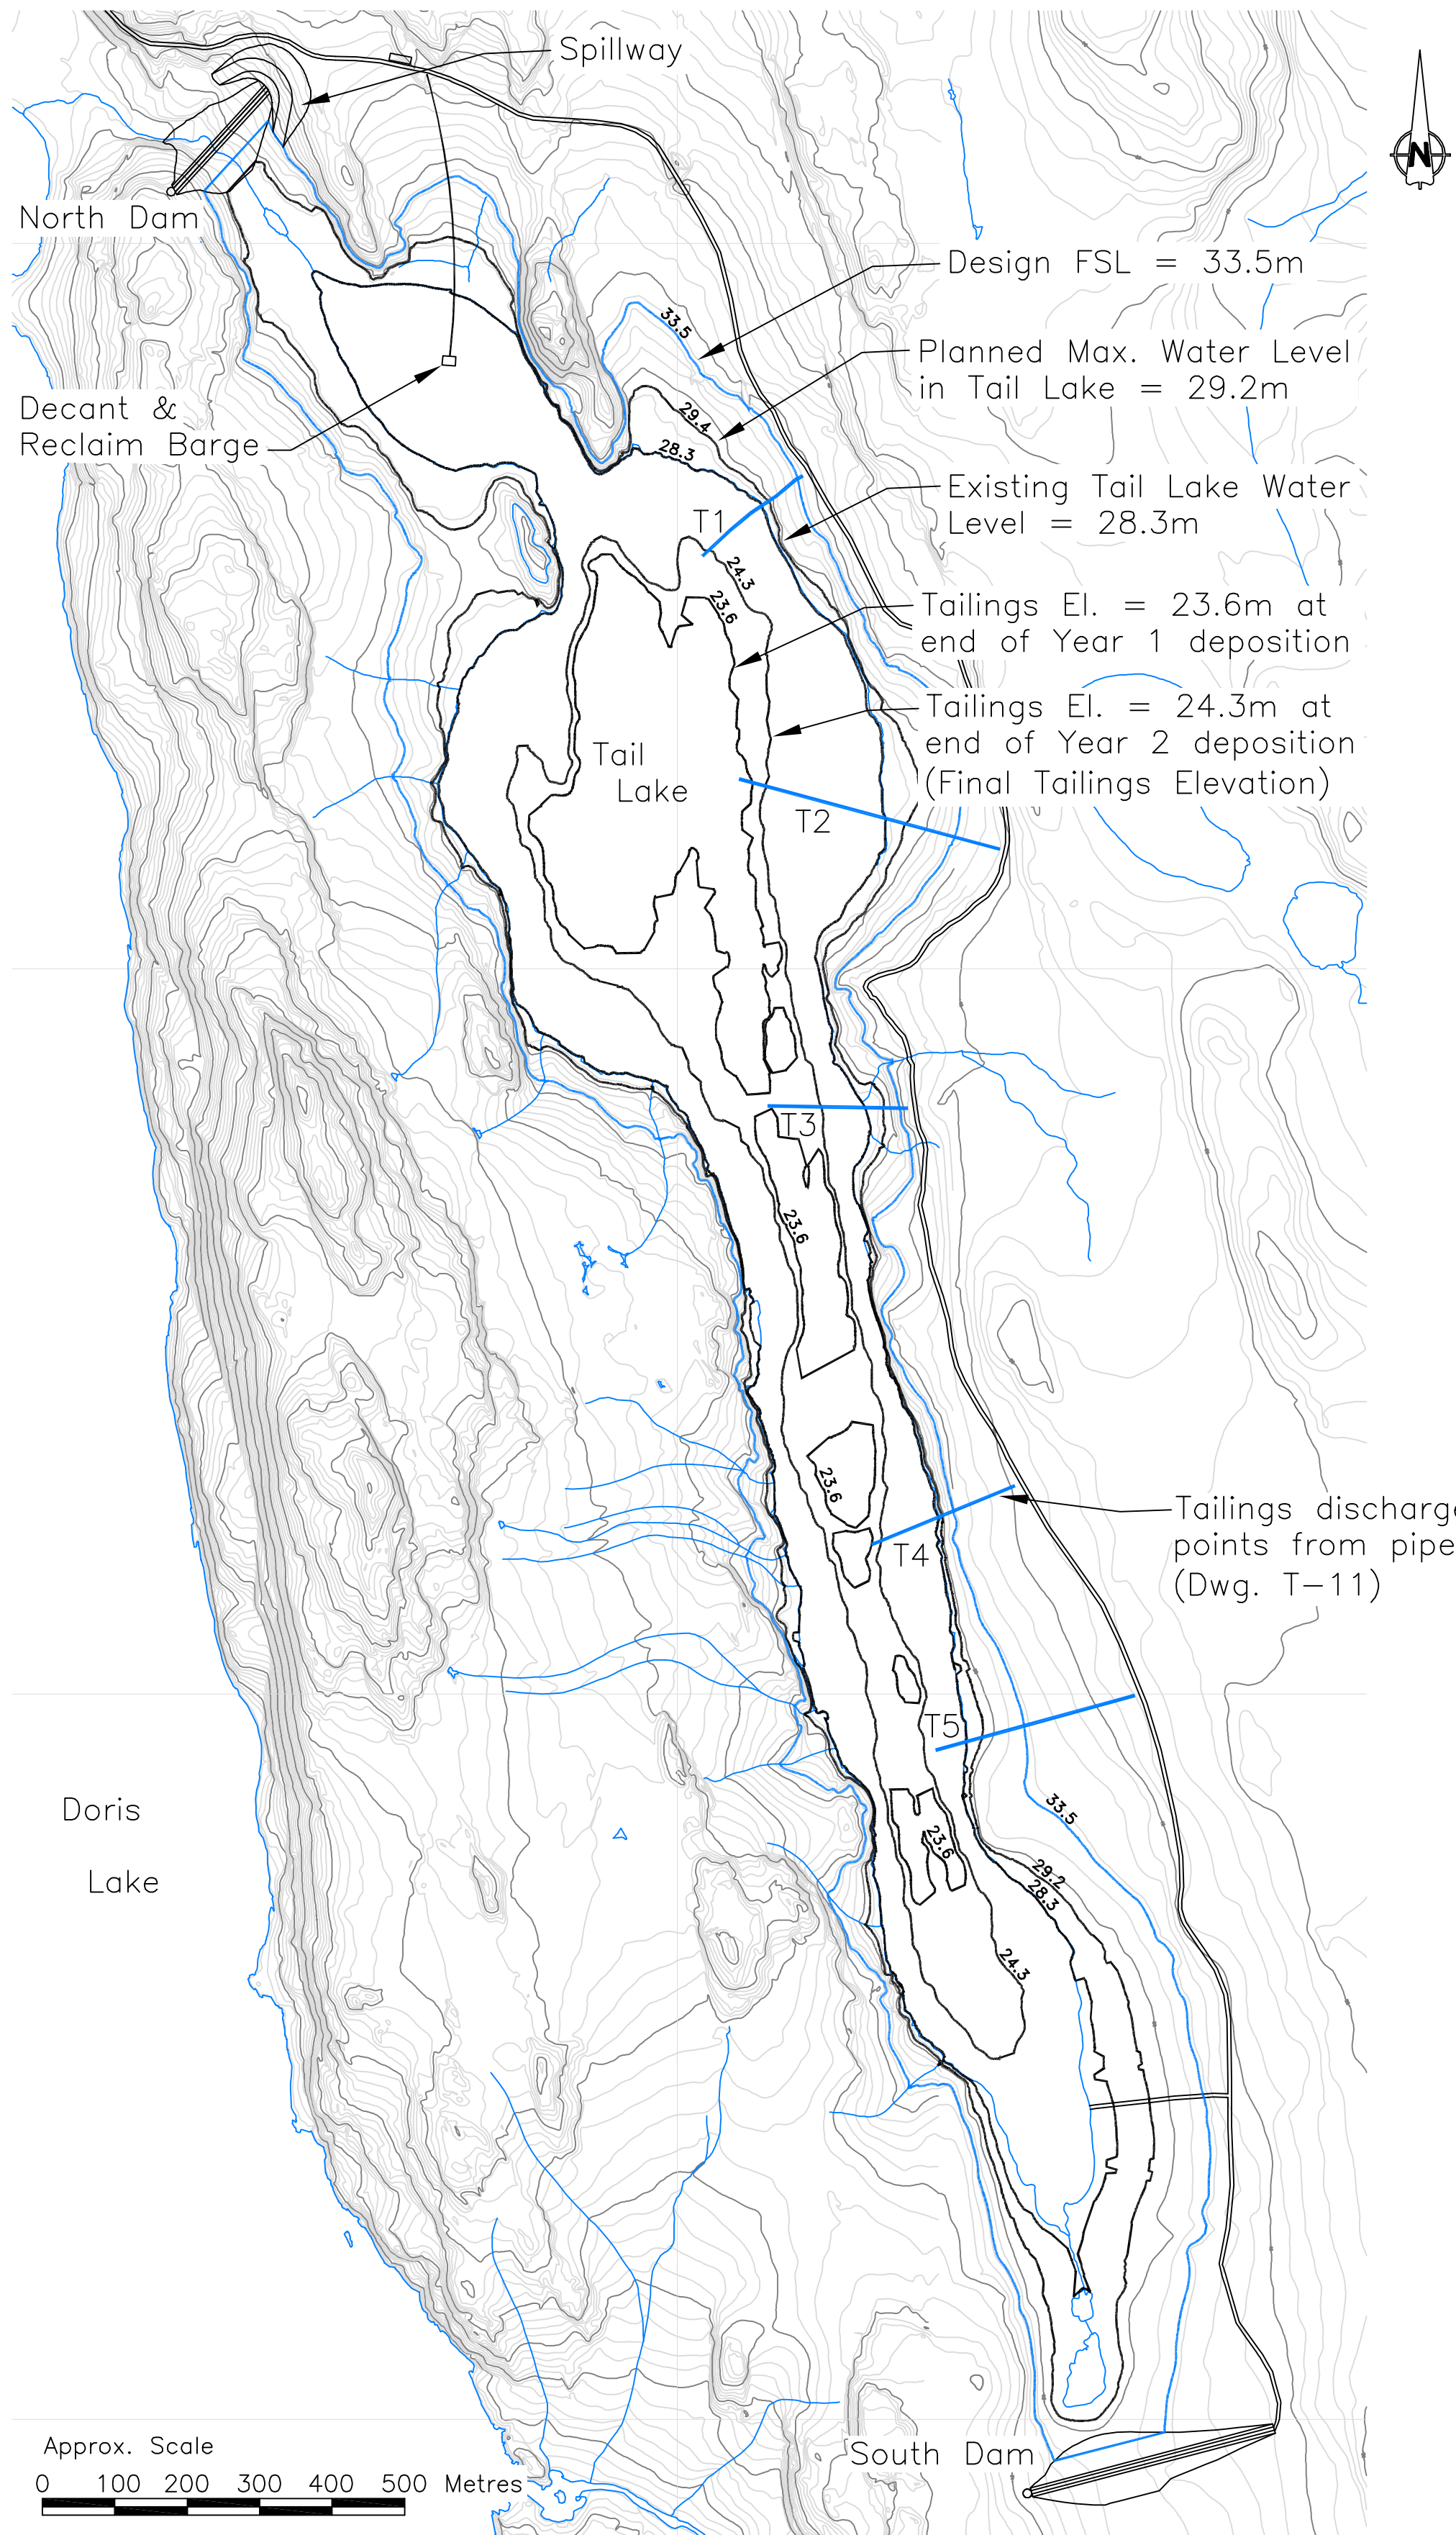 Spillway
N
North Dam
Design FSL = 33.5m
33.5
Planned Max. Water Level
in Tail Lake = 29.2m
Decant &
Reclaim Barge
29.4
28.3
Existing Tail Lake Water
Level = 28.3m
T1
24.3
23.6
Tailings El. = 23.6m at
end of Year 1 deposition
Tailings El. = 24.3m at
end of Year 2 deposition
(Final Tailings Elevation)
Tail
Lake
T2
T3
23.6
23.6
Tailings discharg
points from pipe
(Dwg. T-11)
T4
T5
33.5
Doris
Lake
23.6
29.2
28.3
24.3
South Dam
Approx. Scale
0 100 200 300 400 500 Metres